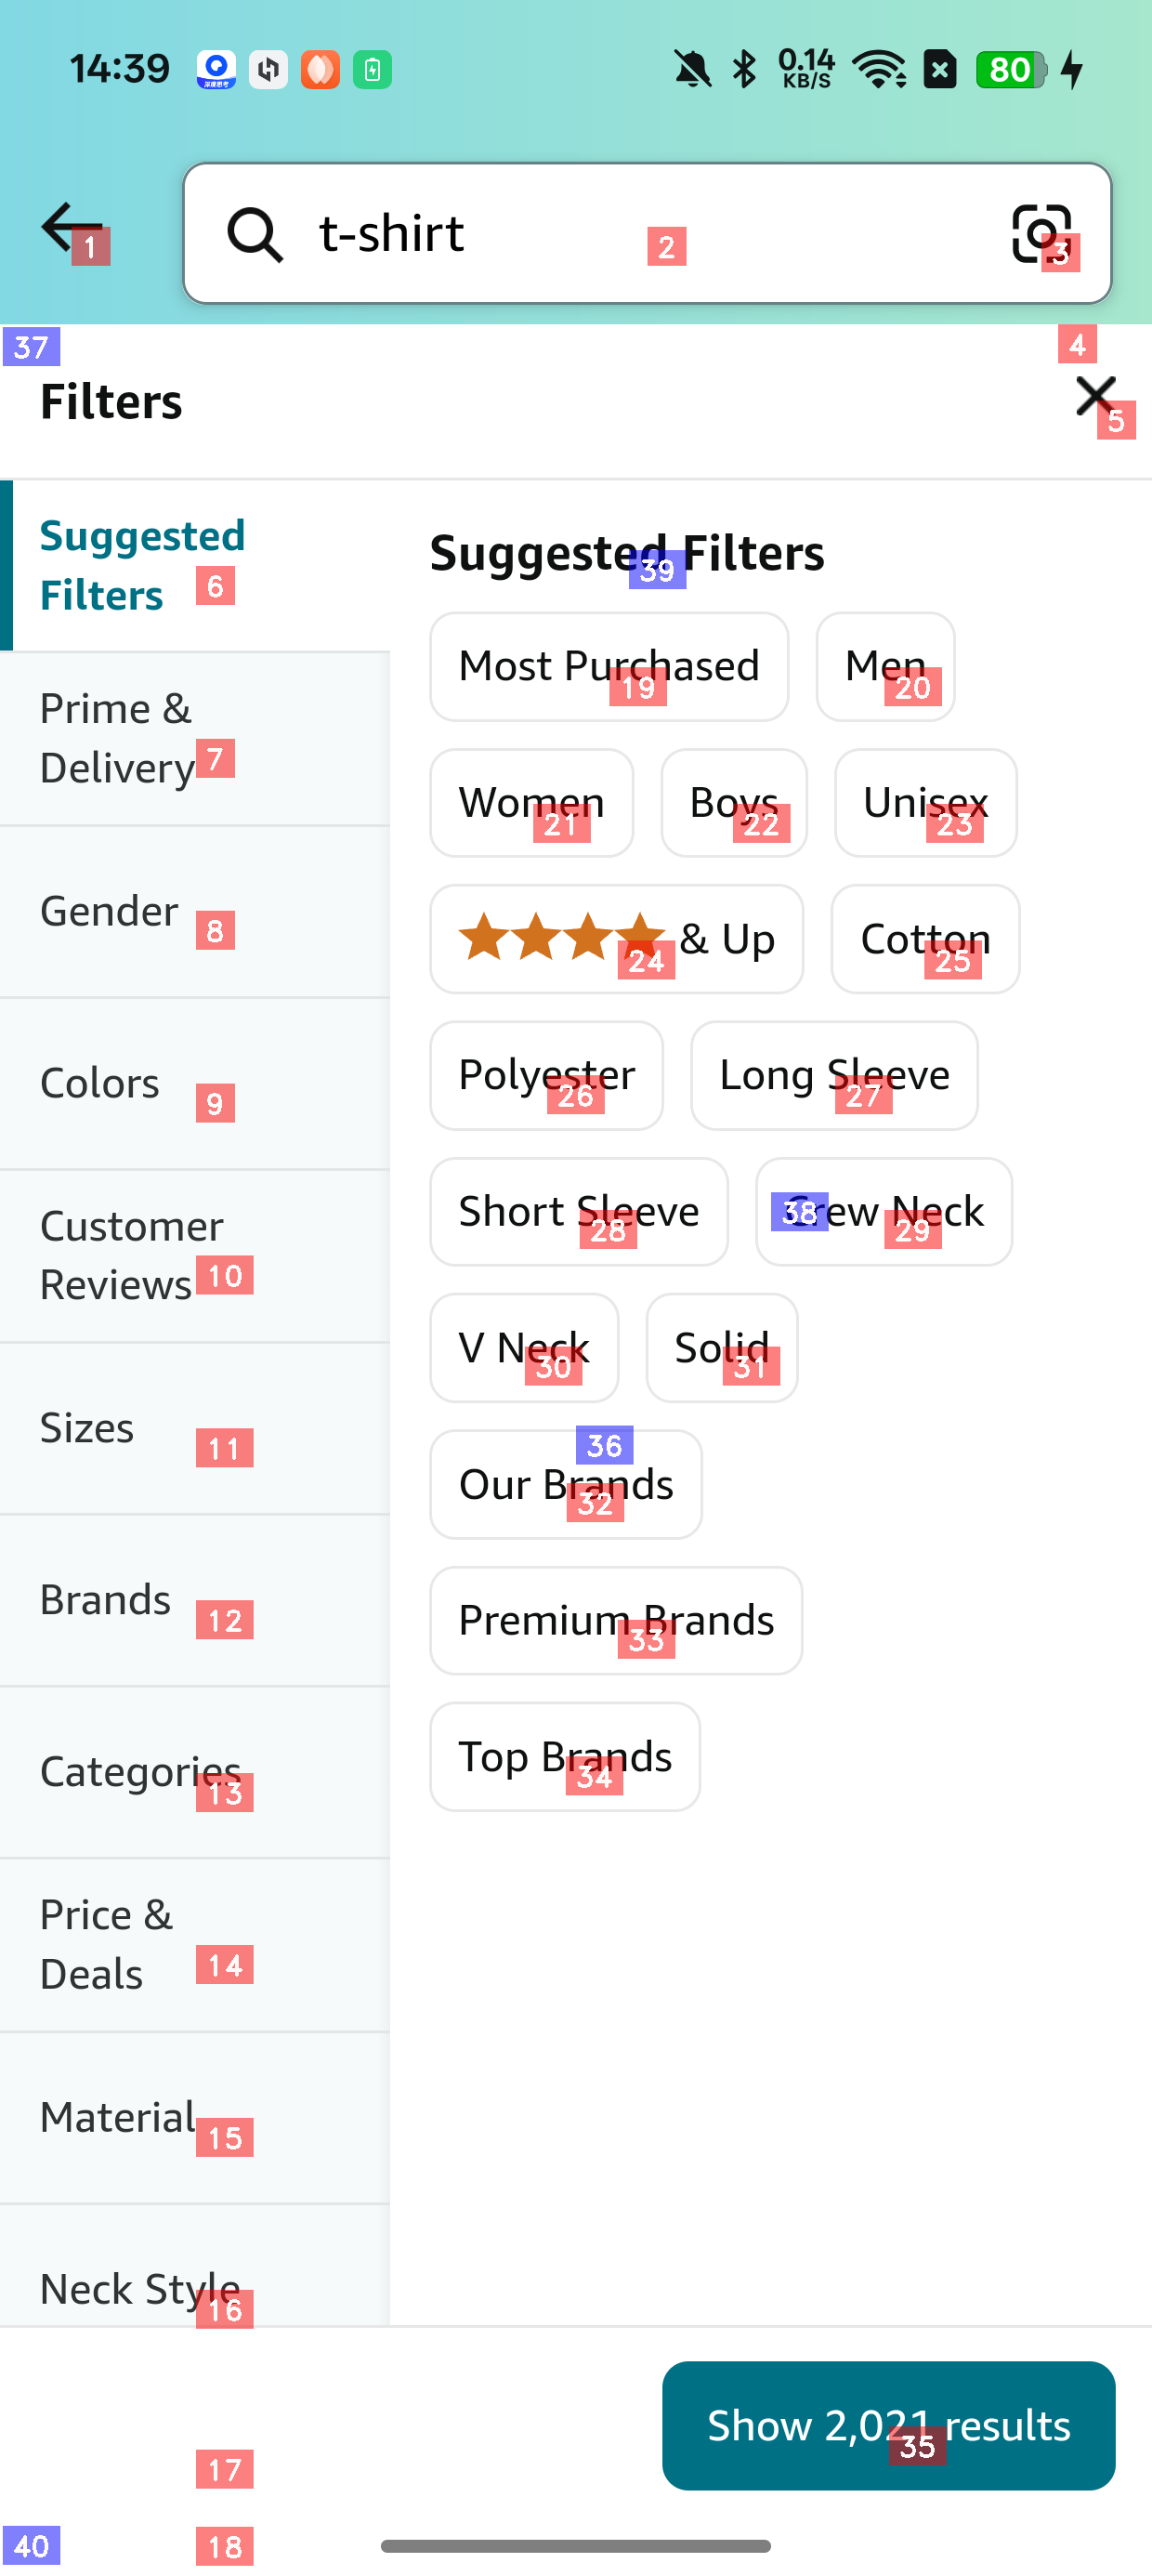 14:39
0.14
KB/S
80
深度思考
t-shirt
1
2
3
37
4
Filters
5
Suggested
Filters
6
Prime &
Delivery
7
Gender
8
Colors
9
Customer
Reviews
10
Sizes
11
Brands
12
Categories
13
Price &
Deals
14
Material
15
Neck Style
16
Suggested Filters
39
Most Purchased
19
Men
20
Women
21
Boys
22
Unisex
23
& Up
24
Cotton
25
Polyester
26
Long Sleeve
27
Short Sleeve
28
Crew Neck
38
29
V Neck
30
Solid
31
36
Our Brands
32
Premium Brands
33
Top Brands
34
Show 2,021 results
35
17
40
18